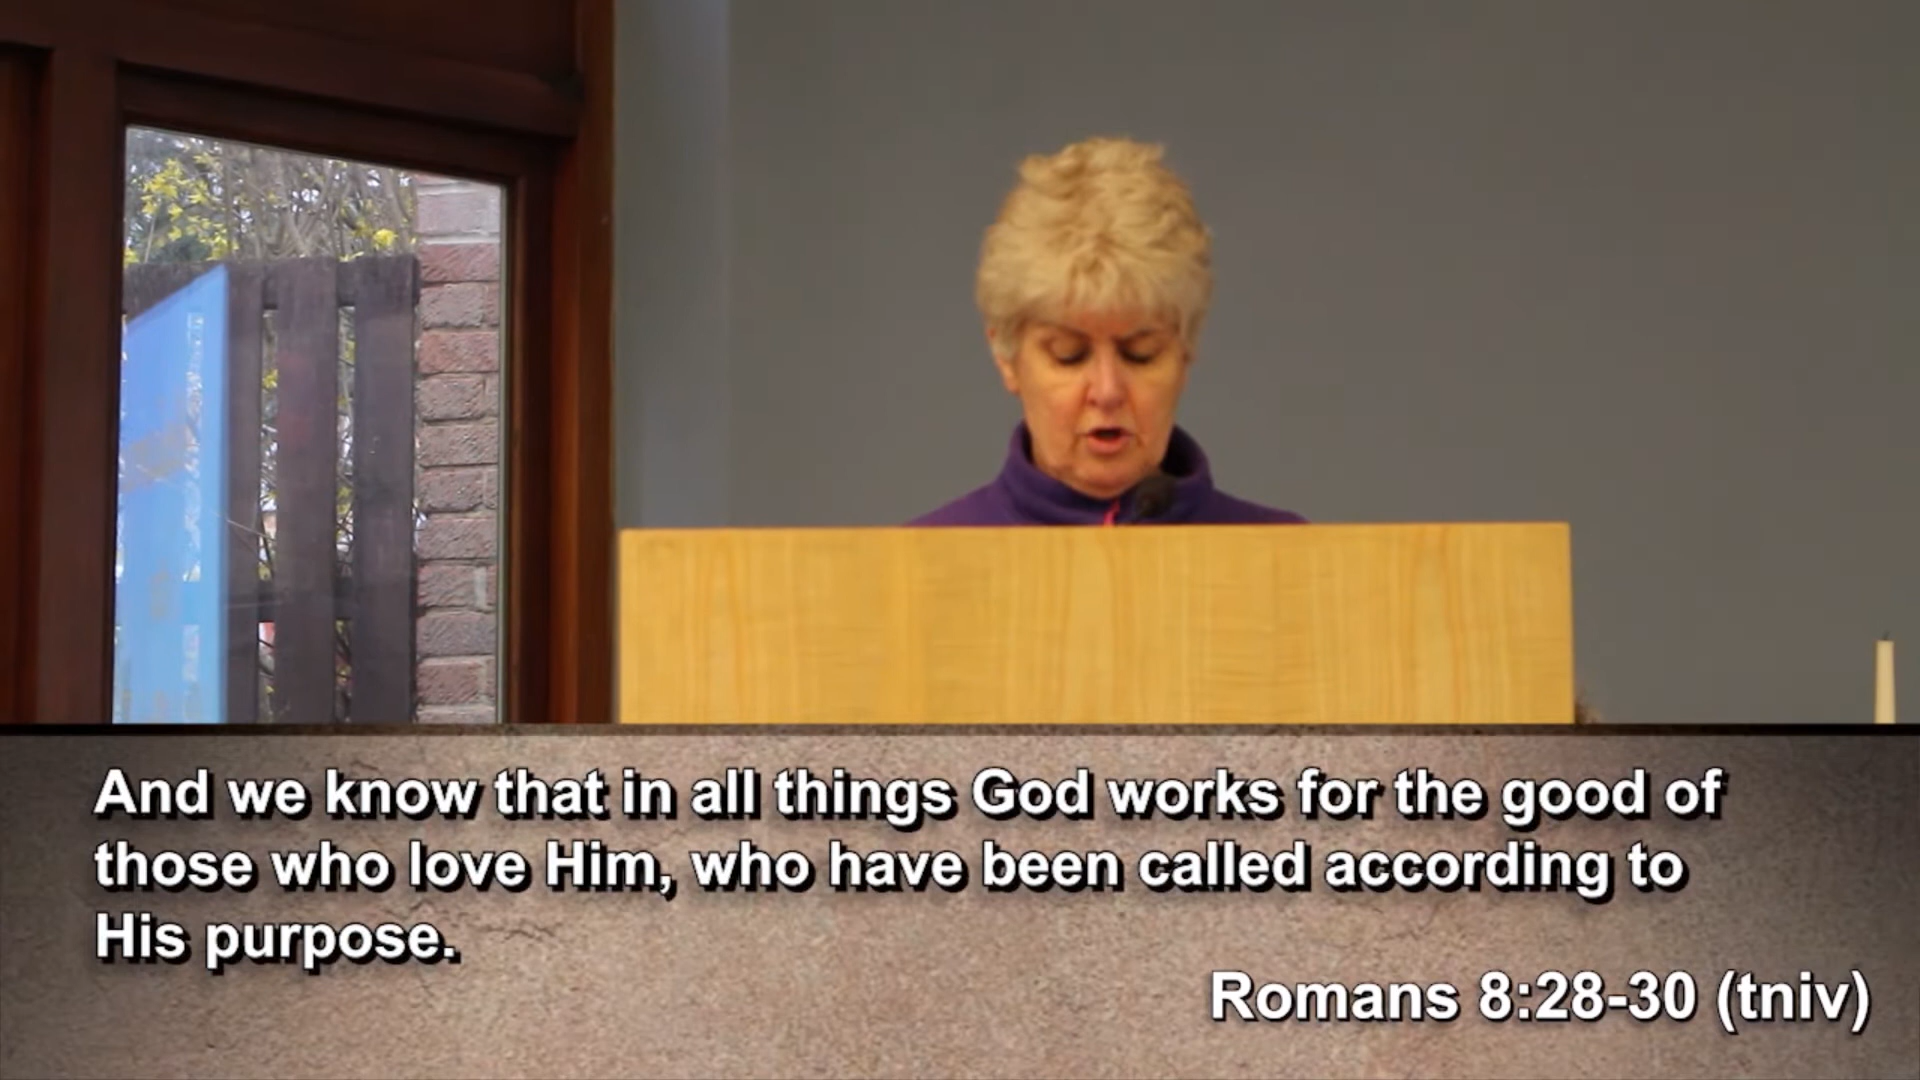 And we know that in all things God works for the good of
those who love Him, who have been called according to
His purpose.
Romans 8:28-30 (tniv)